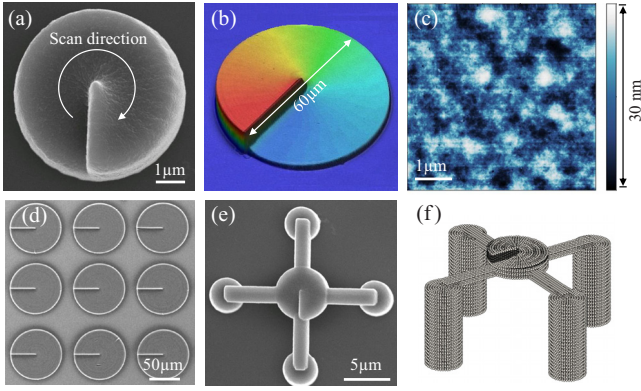 (a)
Scan direction
1µm
(b)
60µm
(c)
1µm
30 nm
(d)
50µm
(e)
5µm
(f)